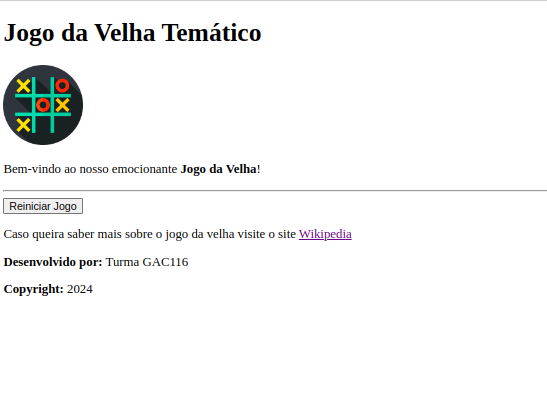 Jogo da Velha Temático
Bem-vindo ao nosso emocionante Jogo da Velha!
Reiniciar Jogo
Caso queira saber mais sobre o jogo da velha visite o site Wikipedia
Desenvolvido por: Turma GAC116
Copyright: 2024